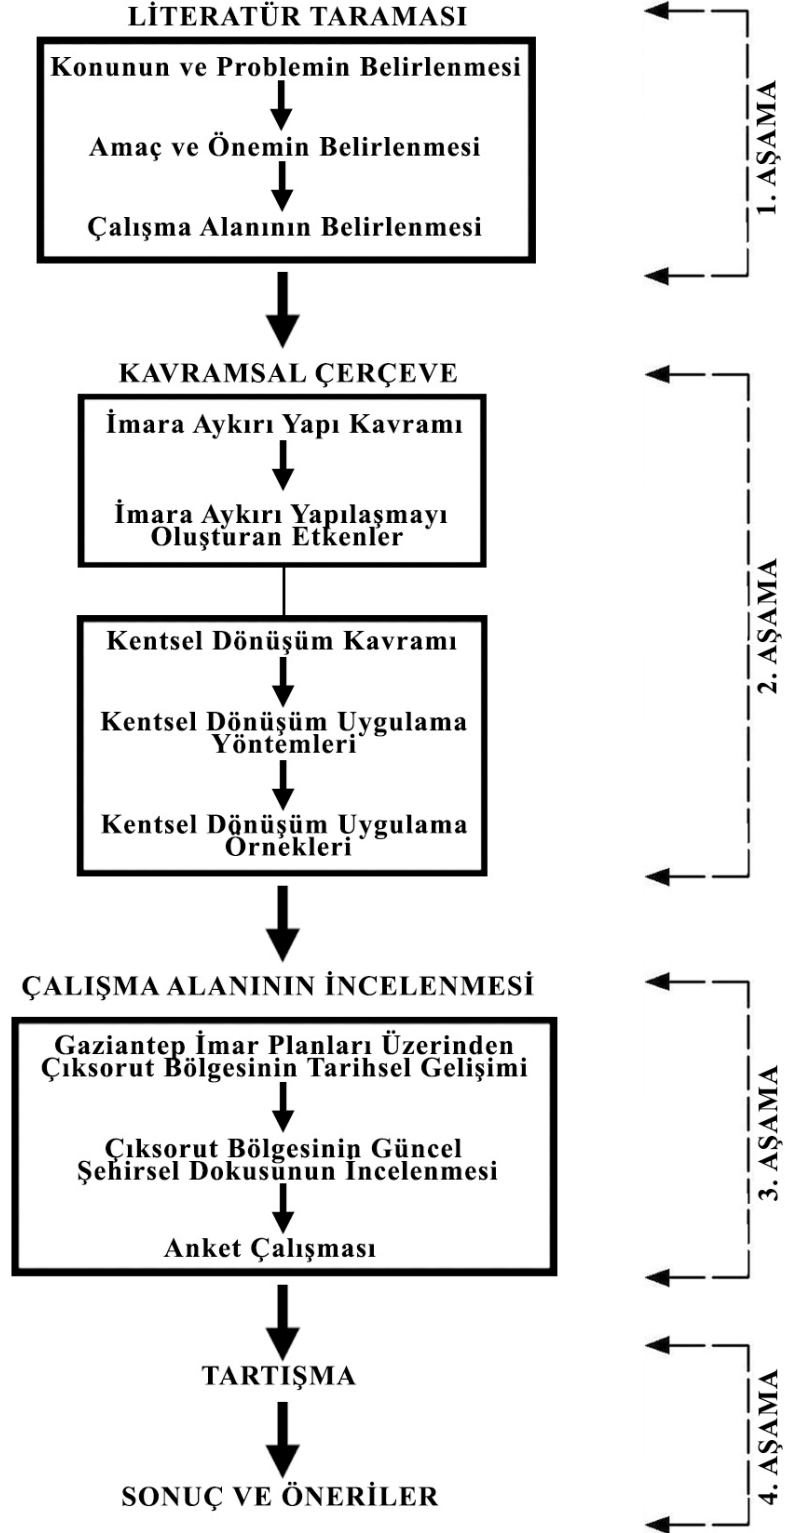 LİTERATÜR TARAMASI
Konunun ve Problemin Belirlenmesi
Amaç ve Önemin Belirlenmesi
Çalışma Alanının Belirlenmesi
1. AŞAMA
KAVRAMSAL ÇERÇEVE
İmara Aykırı Yapı Kavramı
İmara Aykırı Yapılaşmayı
Oluşturan Etkenler
Kentsel Dönüşüm Kavramı
Kentsel Dönüşüm Uygulama
Yöntemleri
Kentsel Dönüşüm Uygulama
Örnekleri
2. AŞAMA
ÇALIŞMA ALANININ İNCELENMESİ
Gaziantep İmar Planları Üzerinden
Çıksorut Bölgesinin Tarihsel Gelişimi
Çıksorut Bölgesinin Güncel
Şehirsel Dokusunun İncelenmesi
Anket Çalışması
3. AŞAMA
TARTIŞMA
SONUÇ VE ÖNERİLER
4. AŞAMA